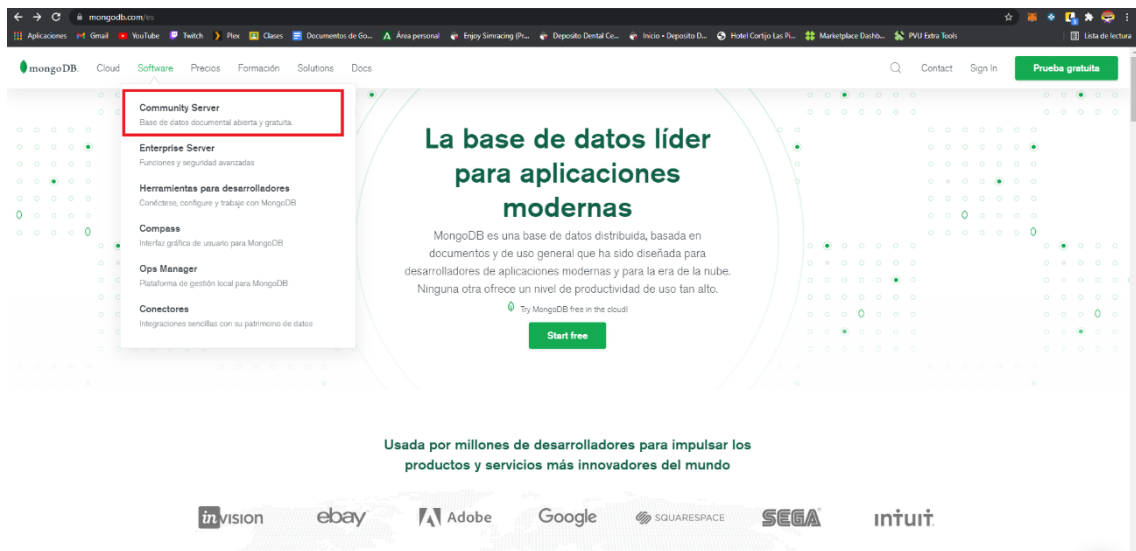 mongodb.com/es
Aplicaciones Gmail YouTube Twitch Plex Clases Documentos de Go... Área personal Enjoy Simracing (Pr... Deposito Dental Ce... Inicio • Deposito D... Hotel Cortijo Las Pi... Marketplace Dashb... PVU Extra Tools Lista de lectura
mongoDB. Cloud Software Precios Formación Solutions Docs Contact Sign In Prueba gratuita
Community Server
Base de datos documental abierta y gratuita.
Enterprise Server
Funciones y seguridad avanzadas
Herramientas para desarrolladores
Conéctese, configure y trabaje con MongoDB
Compass
Interfaz gráfica de usuario para MongoDB
Ops Manager
Plataforma de gestión local para MongoDB
Conectores
Integraciones sencillas con su patrimoino de datos
La base de datos líder
para aplicaciones
modernas
MongoDB es una base de datos distribuida, basada en
documentos y de uso general que ha sido diseñada para
desarrolladores de aplicaciones modernas y para la era de la nube.
Ninguna otra ofrece un nivel de productividad de uso tan alto.
Try MongoDB free in the cloud!
Start free
Usada por millones de desarrolladores para impulsar los
productos y servicios más innovadores del mundo
invision ebay Adobe Google SQUARESPACE SEGA intuit